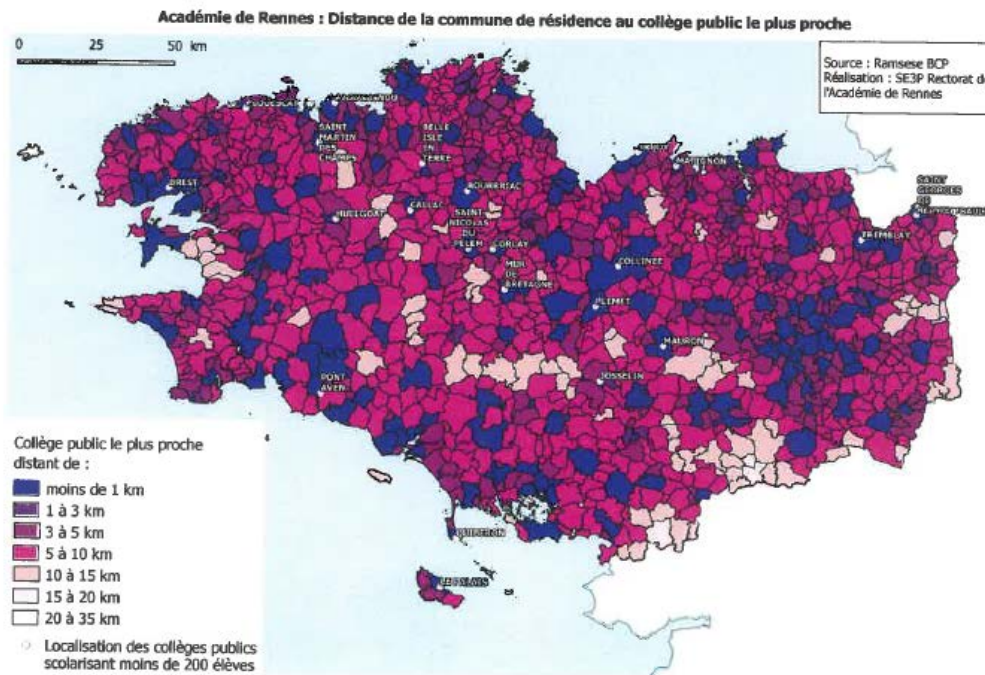 Académie de Rennes : Distance de la commune de résidence au collège public le plus proche
0 25 50 km
Source : Ramsese BCP
Réalisation : SE3P Rectorat de
l'Académie de Rennes
SAINT
MARTIN
DES
CHAMPS
BELLE
ISLE
EN
TERRE
MATIGNON
SAINT
GEORGES
DE
BREST
BOURBRIAC
HUELGOAT
CALLAC
SAINT
NICOLAS
DU
PELEM
CORLAY
TREMBLAY
MUR
DE
BRETAGNE
COLLINEE
PLEMET
MAURON
JOSSELIN
PONT
AVEN
QUIBERON
LE PALAIS
Collège public le plus proche
distant de :
moins de 1 km
1 à 3 km
3 à 5 km
5 à 10 km
10 à 15 km
15 à 20 km
20 à 35 km
Localisation des collèges publics
scolarisant moins de 200 élèves